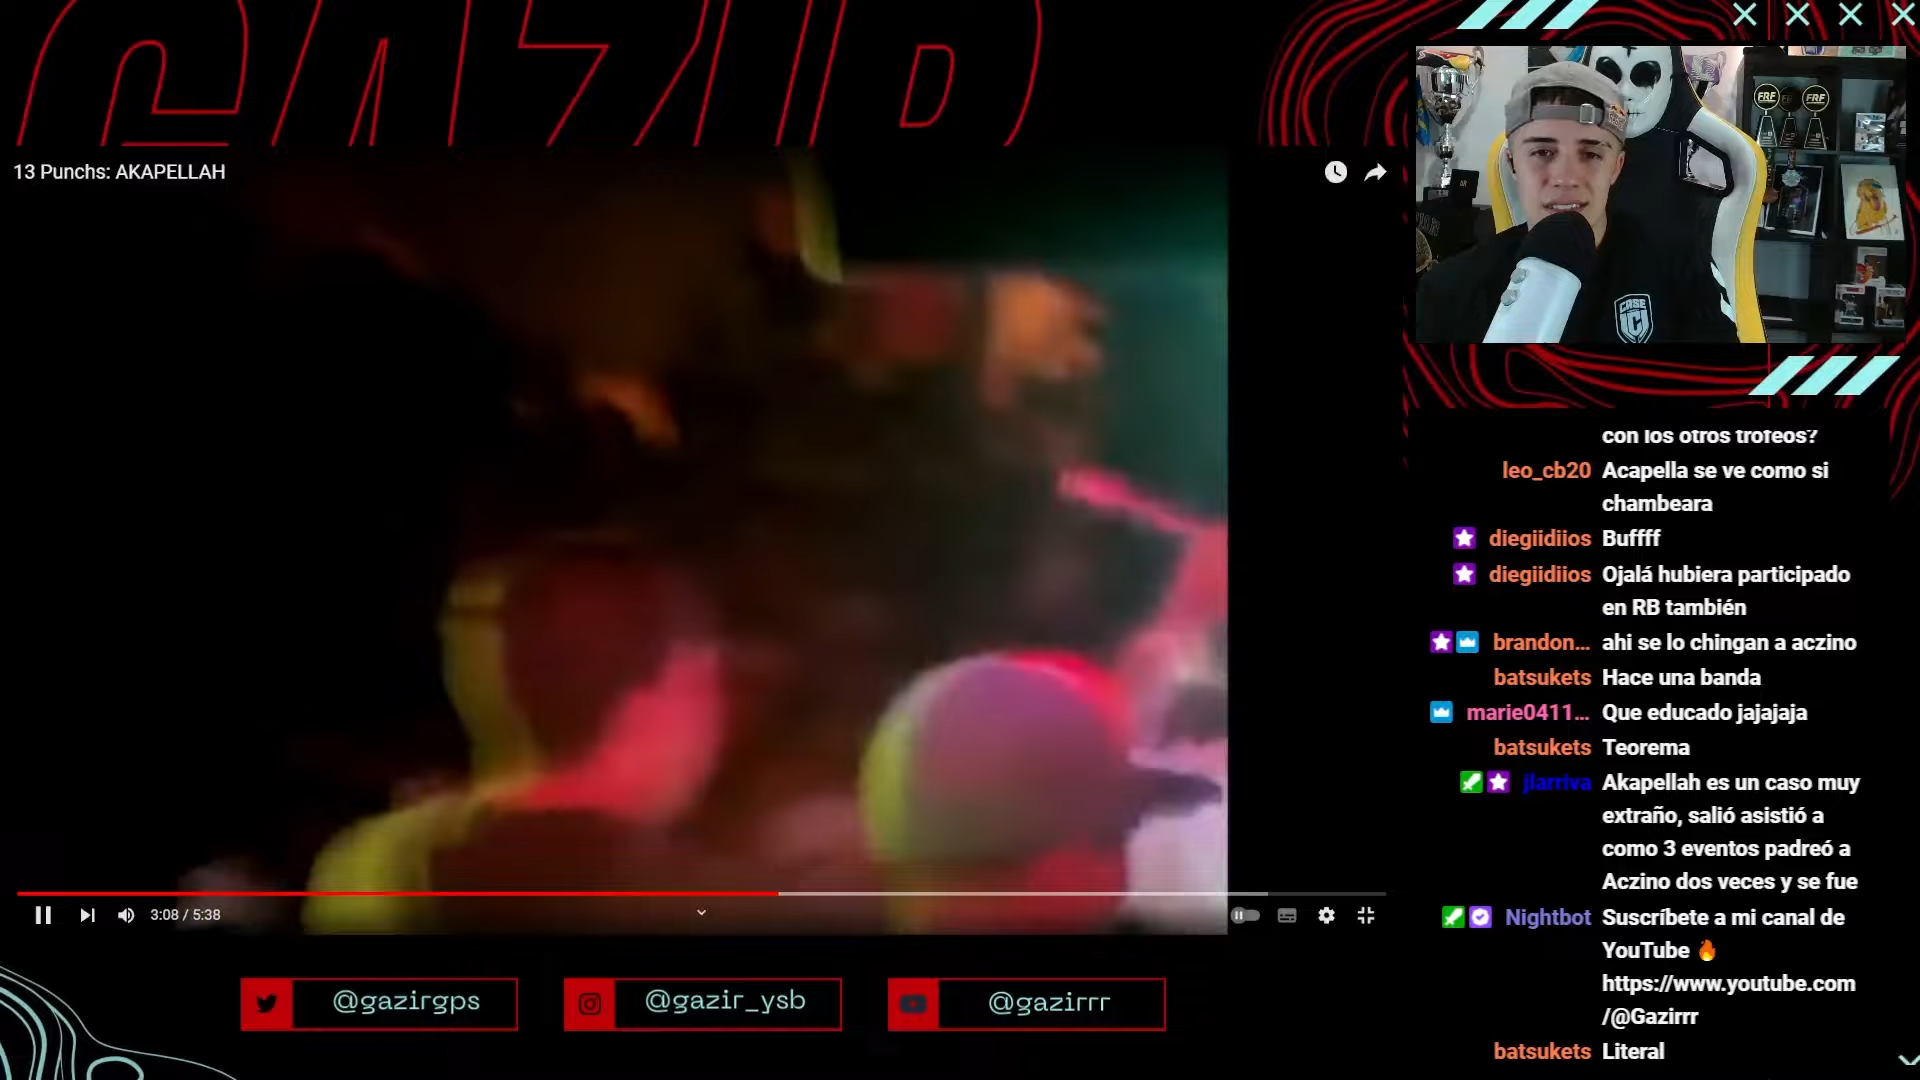 GAZIR
13 Punchs: AKAPELLAH
3:08 / 5:38
@gazirgps
@gazir_ysb
@gazirrr
FRF
FRF
CASE
con los otros trofeos?
leo_cb20 Acapella se ve como si
chambeara
diegiidiios Buffff
diegiidiios Ojalá hubiera participado
en RB también
brandon... ahi se lo chingan a aczino
batsukets Hace una banda
marie0411... Que educado jajajaja
batsukets Teorema
jlarriva Akapellah es un caso muy
extraño, salió asistió a
como 3 eventos padreó a
Aczino dos veces y se fue
Nightbot Suscríbete a mi canal de
YouTube 🔥
https://www.youtube.com
/@Gazirrr
batsukets Literal